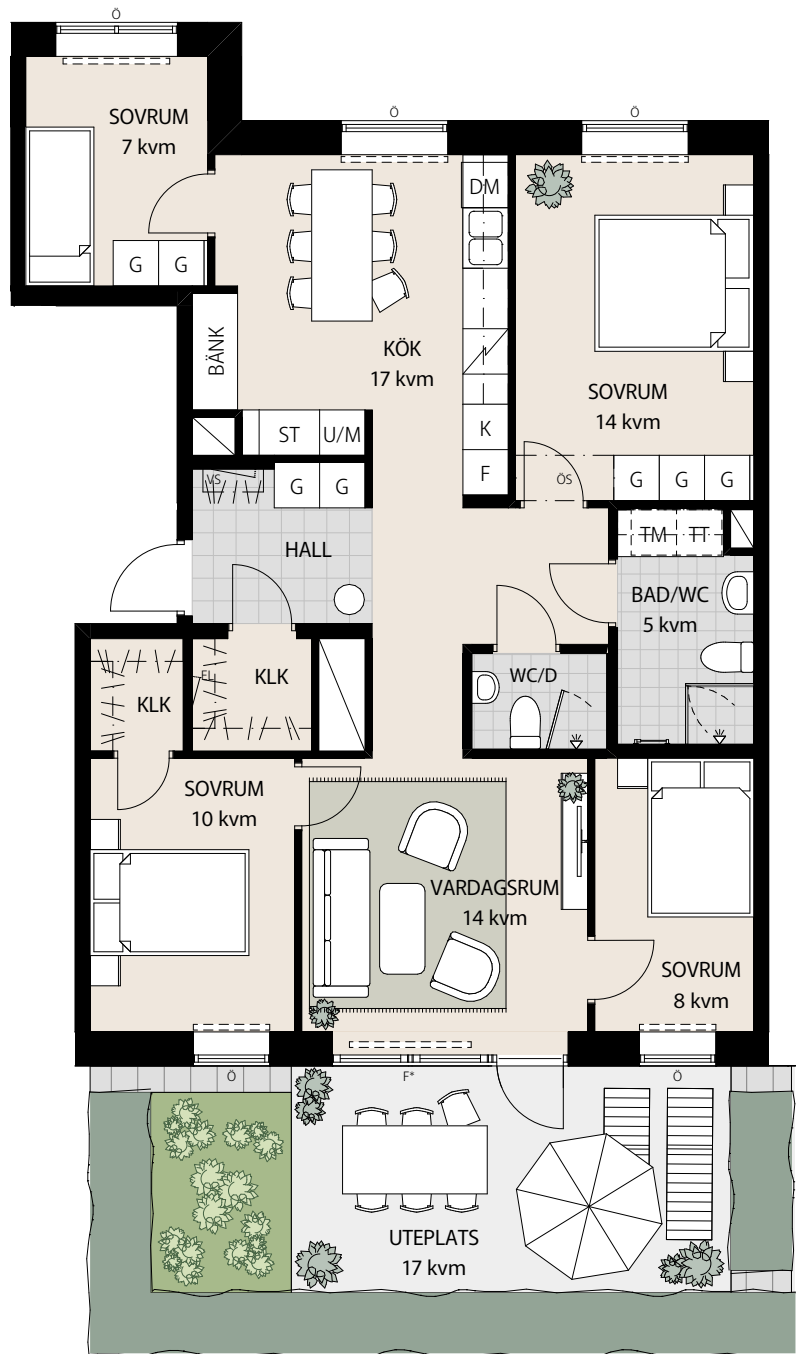 Ö
SOVRUM
7 kvm
G G
Ö
Ö
DM
BÄNK
KÖK
17 kvm
SOVRUM
14 kvm
ST U/M
K
F
VS
G G
ÖS
G G G
HALL
TM TT
BAD/WC
5 kvm
KLK
EL
KLK
WC/D
SOVRUM
10 kvm
VARDAGSRUM
14 kvm
SOVRUM
8 kvm
Ö
F*
Ö
UTEPLATS
17 kvm